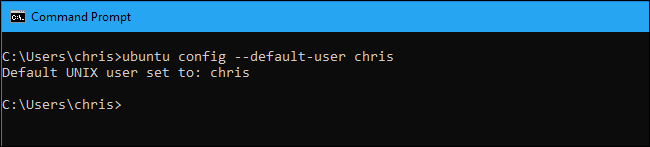 Command Prompt
C:\Users\chris>ubuntu config --default-user chris
Default UNIX user set to: chris
C:\Users\chris>